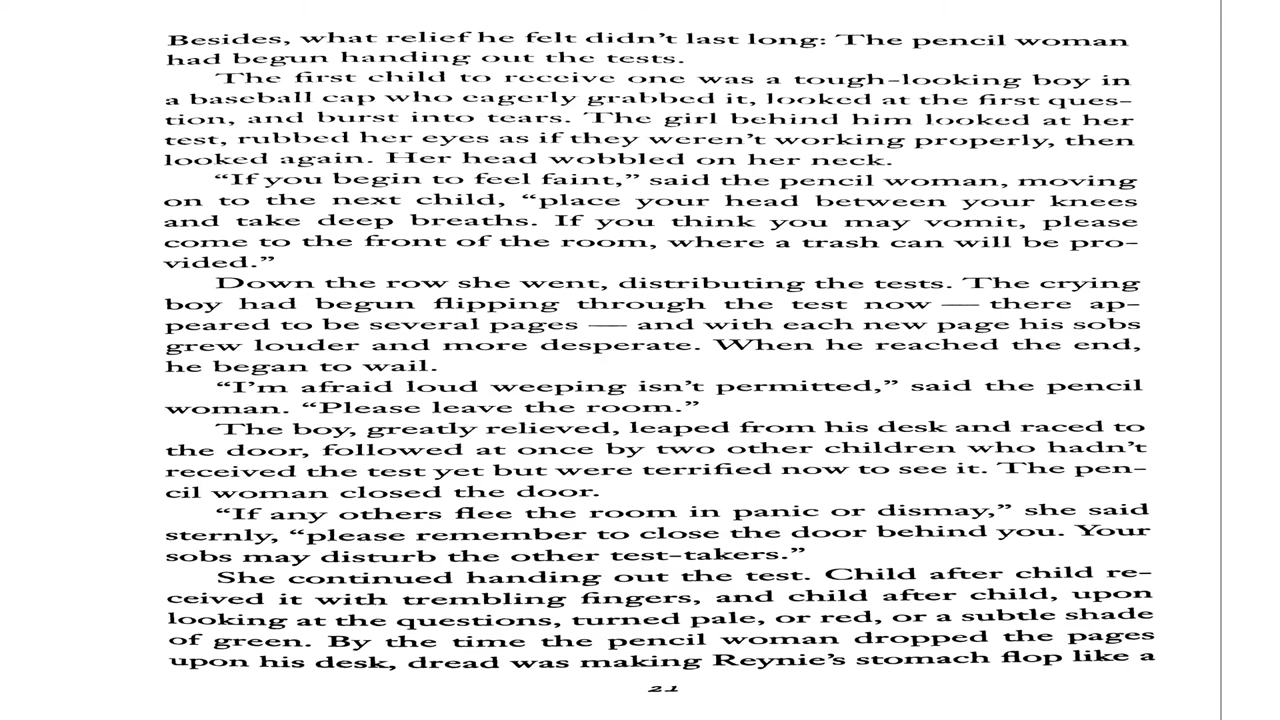 Besides, what relief he felt didn't last long: The pencil woman
had begun handing out the tests.
The first child to receive one was a tough-looking boy in
a baseball cap who eagerly grabbed it, looked at the first ques-
tion, and burst into tears. The girl behind him looked at her
test, rubbed her eyes as if they weren't working properly, then
looked again. Her head wobbled on her neck.
“If you begin to feel faint,” said the pencil woman, moving
on to the next child, “place your head between your knees
and take deep breaths. If you think you may vomit, please
come to the front of the room, where a trash can will be pro-
vided.”
Down the row she went, distributing the tests. The crying
boy had begun flipping through the test now — there ap-
peared to be several pages — and with each new page his sobs
grew louder and more desperate. When he reached the end,
he began to wail.
“I'm afraid loud weeping isn't permitted,” said the pencil
woman. “Please leave the room.”
The boy, greatly relieved, leaped from his desk and raced to
the door, followed at once by two other children who hadn't
received the test yet but were terrified now to see it. The pen-
cil woman closed the door.
“If any others flee the room in panic or dismay,” she said
sternly, “please remember to close the door behind you. Your
sobs may disturb the other test-takers.”
She continued handing out the test. Child after child re-
ceived it with trembling fingers, and child after child, upon
looking at the questions, turned pale, or red, or a subtle shade
of green. By the time the pencil woman dropped the pages
upon his desk, dread was making Reynie's stomach flop like a
21